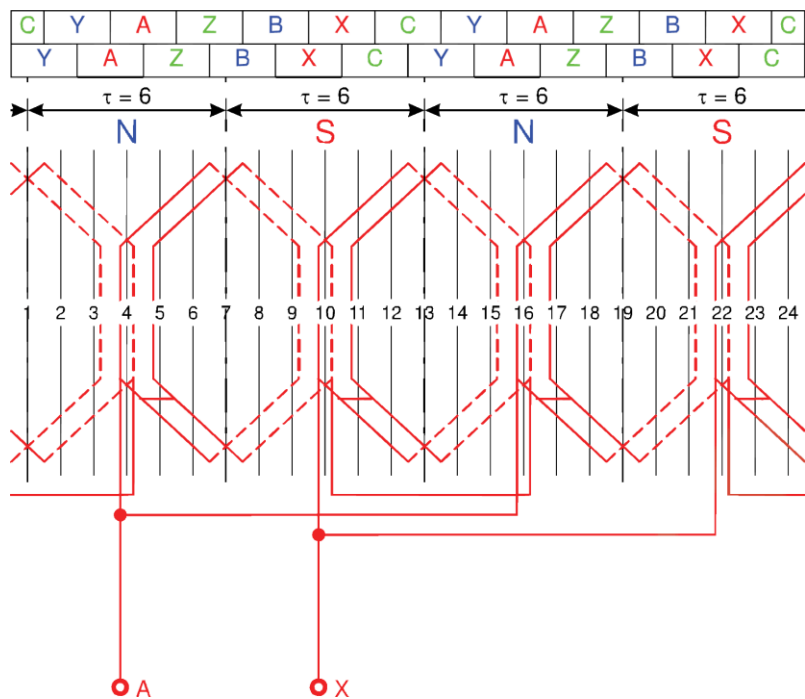 C Y A Z B X C Y A Z B X C
Y A Z B X C Y A Z B X C
τ = 6 τ = 6 τ = 6 τ = 6
N S N S
1 2 3 4 5 6 7 8 9 10 11 12 13 14 15 16 17 18 19 20 21 22 23 24
A X